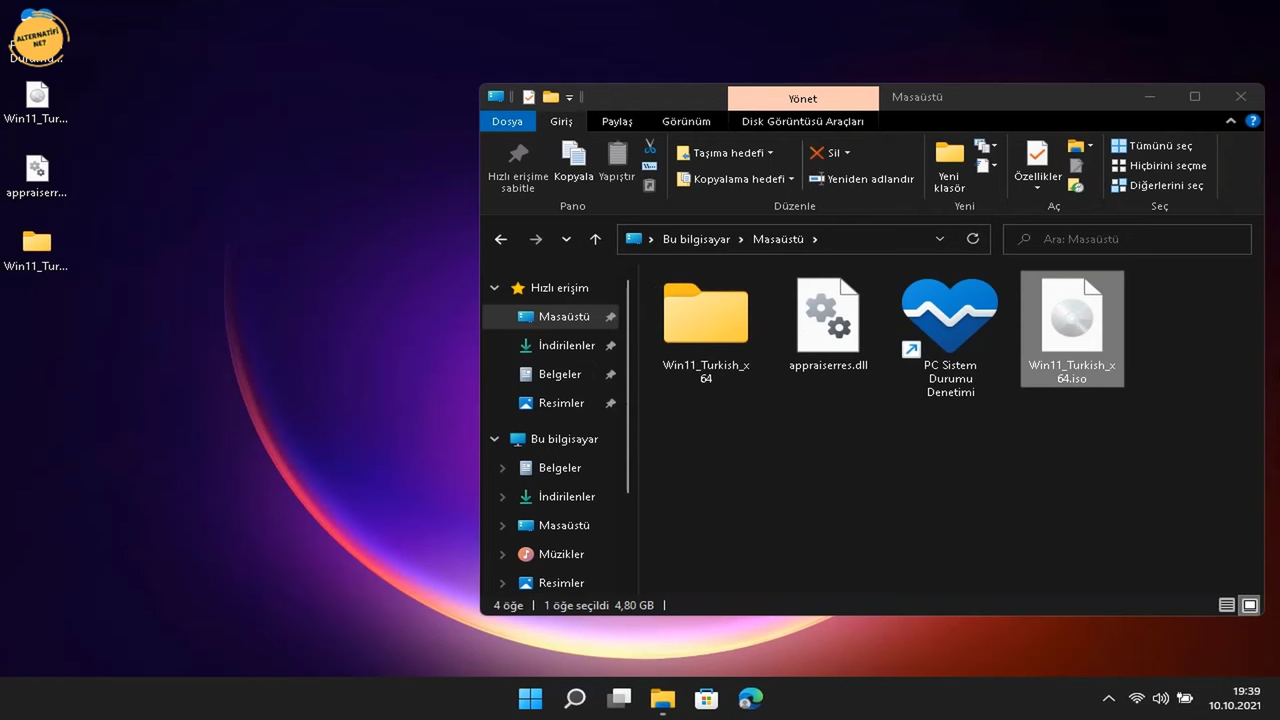 ALTERNATİFİ
NE?
Durumu...
Win11_Tur...
appraiserr...
Win11_Tur...
Yönet
Masaüstü
Dosya
Giriş
Paylaş
Görünüm
Disk Görüntüsü Araçları
Hızlı erişime
sabitle
Kopyala
Yapıştır
Taşıma hedefi
Kopyalama hedefi
Sil
Yeniden adlandır
Yeni
klasör
Özellikler
Tümünü seç
Hiçbirini seçme
Diğerlerini seç
Pano
Düzenle
Yeni
Aç
Seç
Bu bilgisayar
Masaüstü
Ara: Masaüstü
Hızlı erişim
Masaüstü
İndirilenler
Belgeler
Resimler
Bu bilgisayar
Belgeler
İndirilenler
Masaüstü
Müzikler
Resimler
Win11_Turkish_x
64
appraiserres.dll
PC Sistem
Durumu
Denetimi
Win11_Turkish_x
64.iso
4 öğe
1 öğe seçildi 4,80 GB
19:39
10.10.2021